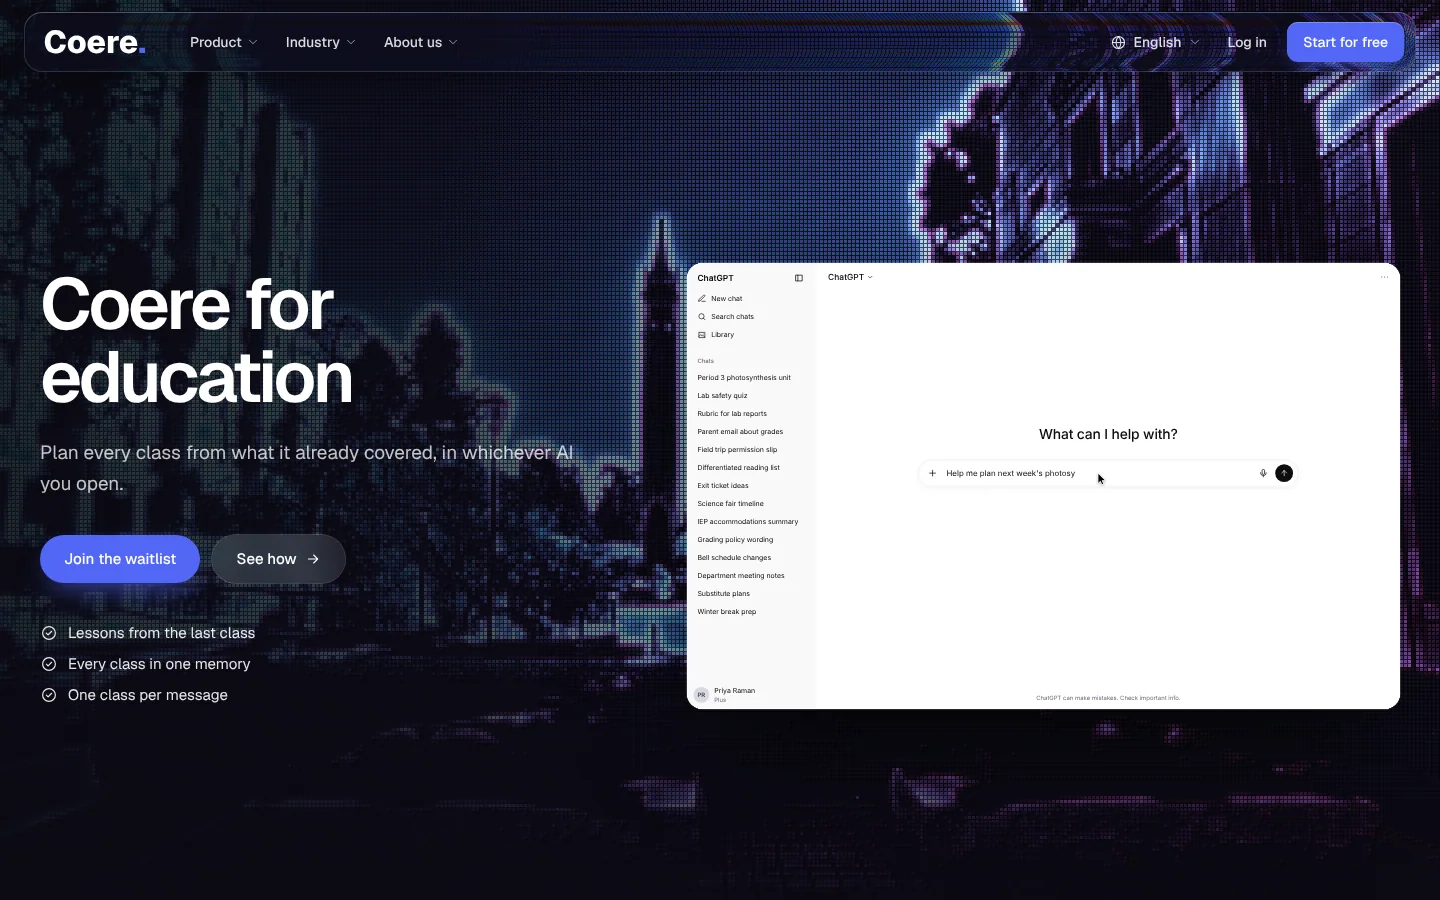 Coere.
Product
Industry
About us
English
Log in
Start for free
Coere for
education
Plan every class from what it already covered, in whichever AI
you open.
Join the waitlist
See how
Lessons from the last class
Every class in one memory
One class per message
ChatGPT
New chat
Search chats
Library
Chats
Period 3 photosynthesis unit
Lab safety quiz
Rubric for lab reports
Parent email about grades
Field trip permission slip
Differentiated reading list
Exit ticket ideas
Science fair timeline
IEP accommodations summary
Grading policy wording
Bell schedule changes
Department meeting notes
Substitute plans
Winter break prep
PR
Priya Raman
Plus
ChatGPT
What can I help with?
Help me plan next week's photosy
ChatGPT can make mistakes. Check important info.